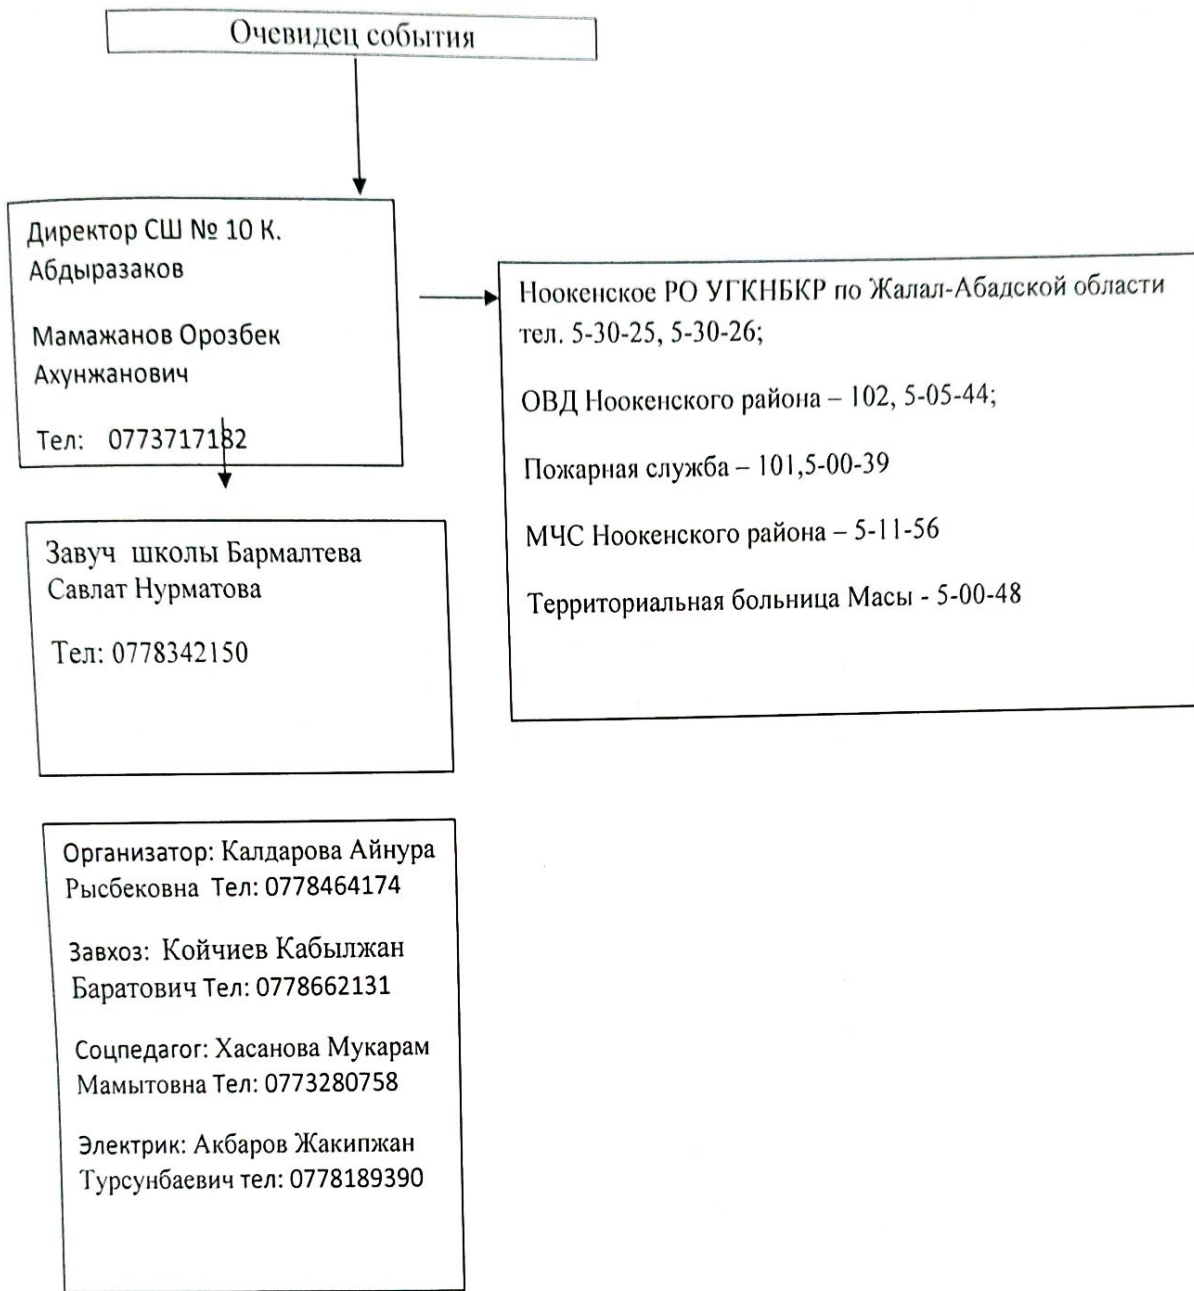 Очевидец события
Директор СШ № 10 К.
Абдыразаков
Мамажанов Орозбек
Ахунжанович
Тел: 0773717182
Ноокенское РО УГКНБКР по Жалал-Абадской области
тел. 5-30-25, 5-30-26;
ОВД Ноокенского района – 102, 5-05-44;
Пожарная служба – 101,5-00-39
МЧС Ноокенского района – 5-11-56
Территориальная больница Масы - 5-00-48
Завуч школы Бармалтева
Савлат Нурматова
Тел: 0778342150
Организатор: Калдарова Айнура
Рысбековна Тел: 0778464174
Завхоз: Койчиев Кабылжан
Баратович Тел: 0778662131
Соцпедагог: Хасанова Мукарам
Мамытовна Тел: 0773280758
Электрик: Акбаров Жакипжан
Турсунбаевич тел: 0778189390